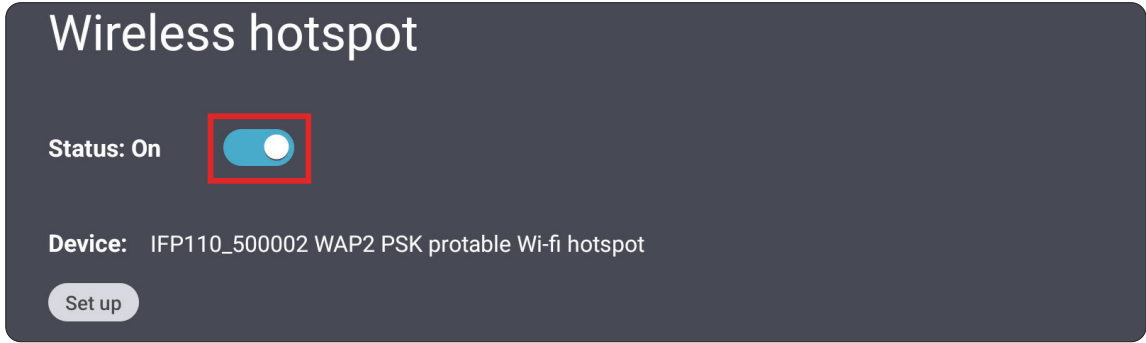 Wireless hotspot
Status: On
Device: IFP110_500002 WAP2 PSK protable Wi-fi hotspot
Set up